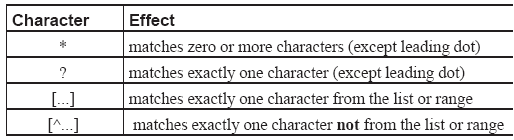 Character Effect
* matches zero or more characters (except leading dot)
? matches exactly one character (except leading dot)
[...] matches exactly one character from the list or range
[^...] matches exactly one character not from the list or range